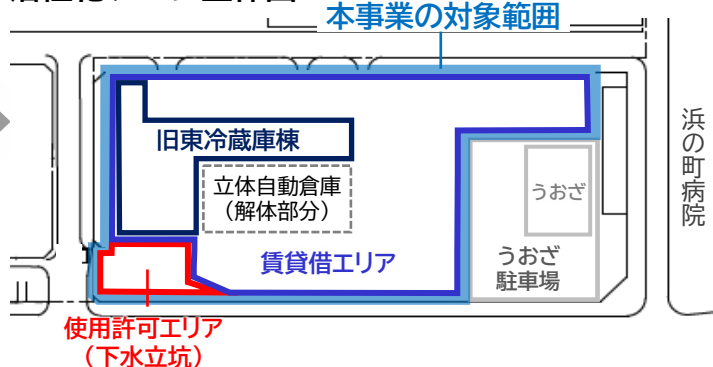 本事業の対象範囲
旧東冷蔵庫棟
立体自動倉庫
（解体部分）
うおざ
浜の町病院
賃貸借エリア
うおざ
駐車場
使用許可エリア
（下水立坑）